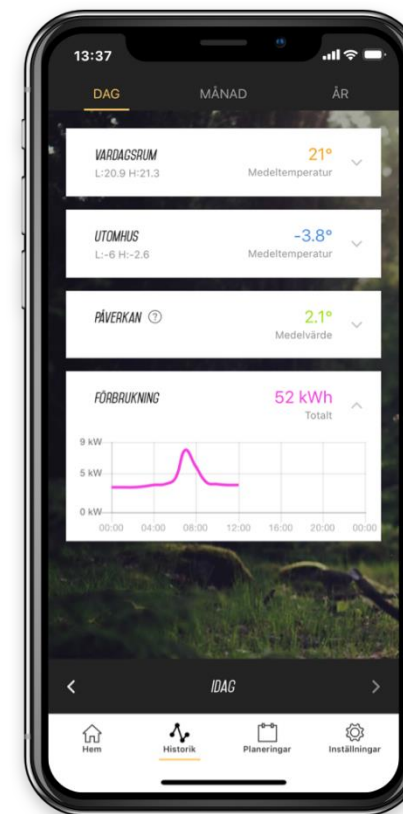 13:37
DAG MÅNAD ÅR
VARDAGSRUM 21°
L:20.9 H:21.3 Medeltemperatur
UTOMHUS -3.8°
L:-6 H:-2.6 Medeltemperatur
PÅVERKAN ? 2.1°
Medelvärde
FÖRBRUKNING 52 kWh
Totalt
9 kW
5 kW
0 kW
00:00 04:00 08:00 12:00 16:00 20:00 00:00
IDAG
Hem Historik Planeringar Inställningar